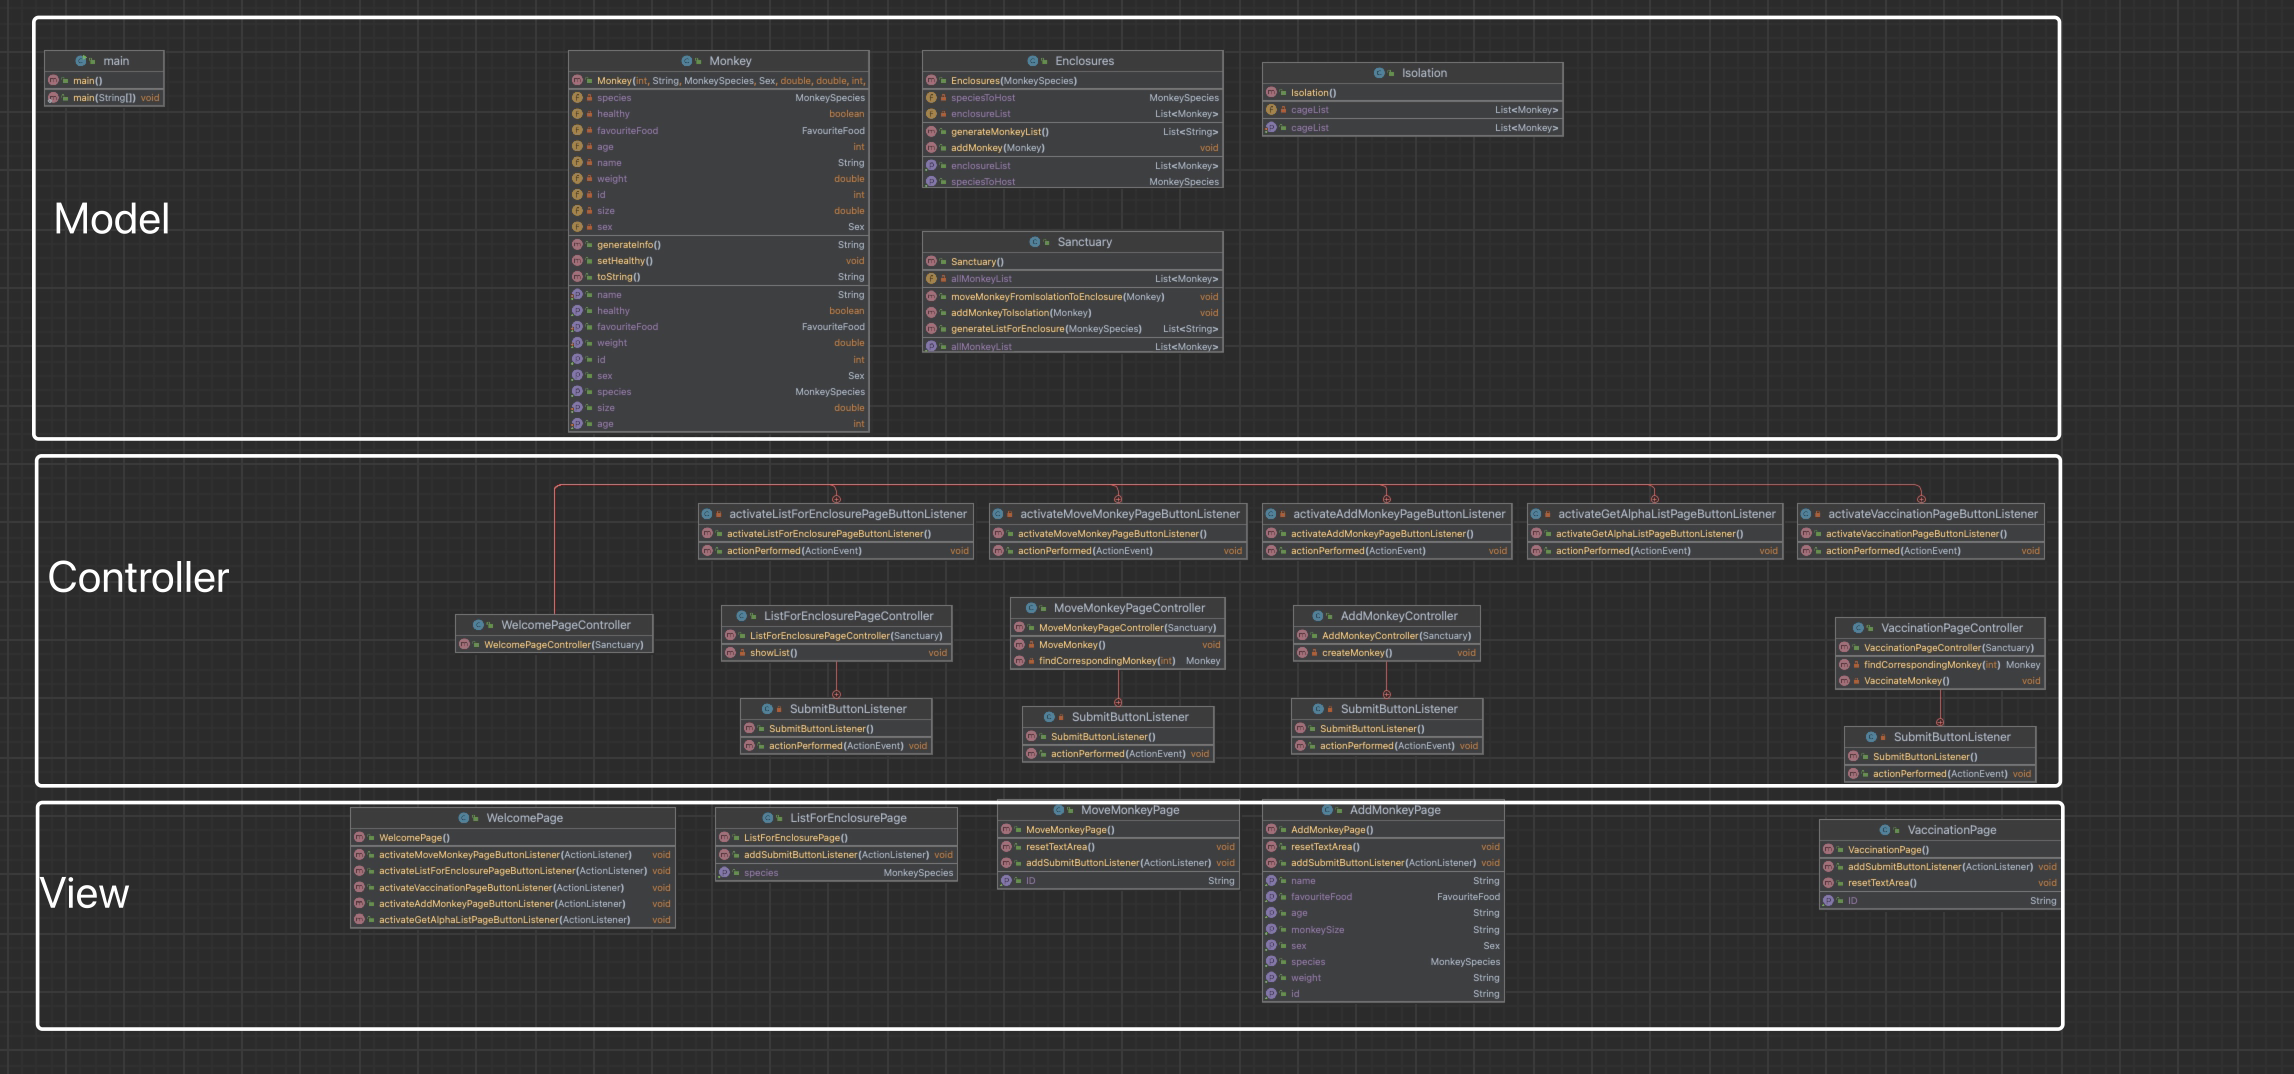 main
main()
main(String[]) void
Monkey
Monkey(int, String, MonkeySpecies, Sex, double, double, int,
species MonkeySpecies
healthy boolean
favouriteFood FavouriteFood
age int
name String
weight double
id int
size double
sex Sex
generateInfo() String
setHealthy() void
toString() String
name String
healthy boolean
favouriteFood FavouriteFood
weight double
id int
sex Sex
species MonkeySpecies
size double
age int
Enclosures
Enclosures(MonkeySpecies)
speciesToHost MonkeySpecies
enclosureList List<Monkey>
generateMonkeyList() List<String>
addMonkey(Monkey) void
enclosureList List<Monkey>
speciesToHost MonkeySpecies
Isolation
Isolation()
cageList List<Monkey>
cageList List<Monkey>
Sanctuary
Sanctuary()
allMonkeyList List<Monkey>
moveMonkeyFromIsolationToEnclosure(Monkey) void
addMonkeyToIsolation(Monkey) void
generateListForEnclosure(MonkeySpecies) List<String>
allMonkeyList List<Monkey>
Model
Controller
activateListForEnclosurePageButtonListener
activateListForEnclosurePageButtonListener()
actionPerformed(ActionEvent) void
activateMoveMonkeyPageButtonListener
activateMoveMonkeyPageButtonListener()
actionPerformed(ActionEvent) void
activateAddMonkeyPageButtonListener
activateAddMonkeyPageButtonListener()
actionPerformed(ActionEvent) void
activateGetAlphaListPageButtonListener
activateGetAlphaListPageButtonListener()
actionPerformed(ActionEvent) void
activateVaccinationPageButtonListener
activateVaccinationPageButtonListener()
actionPerformed(ActionEvent) void
WelcomePageController
WelcomePageController(Sanctuary)
ListForEnclosurePageController
ListForEnclosurePageController(Sanctuary)
showList() void
MoveMonkeyPageController
MoveMonkeyPageController(Sanctuary)
MoveMonkey() void
findCorrespondingMonkey(int) Monkey
AddMonkeyController
AddMonkeyController(Sanctuary)
createMonkey() void
VaccinationPageController
VaccinationPageController(Sanctuary)
findCorrespondingMonkey(int) Monkey
VaccinateMonkey() void
SubmitButtonListener
SubmitButtonListener()
actionPerformed(ActionEvent) void
SubmitButtonListener
SubmitButtonListener()
actionPerformed(ActionEvent) void
SubmitButtonListener
SubmitButtonListener()
actionPerformed(ActionEvent) void
SubmitButtonListener
SubmitButtonListener()
actionPerformed(ActionEvent) void
View
WelcomePage
WelcomePage()
activateMoveMonkeyPageButtonListener(ActionListener) void
activateListForEnclosurePageButtonListener(ActionListener) void
activateVaccinationPageButtonListener(ActionListener) void
activateAddMonkeyPageButtonListener(ActionListener) void
activateGetAlphaListPageButtonListener(ActionListener) void
ListForEnclosurePage
ListForEnclosurePage()
addSubmitButtonListener(ActionListener) void
species MonkeySpecies
MoveMonkeyPage
MoveMonkeyPage()
resetTextArea() void
addSubmitButtonListener(ActionListener) void
ID String
AddMonkeyPage
AddMonkeyPage()
resetTextArea() void
addSubmitButtonListener(ActionListener) void
name String
favouriteFood FavouriteFood
age String
monkeySize String
sex Sex
species MonkeySpecies
weight String
id String
VaccinationPage
VaccinationPage()
addSubmitButtonListener(ActionListener) void
resetTextArea() void
ID String